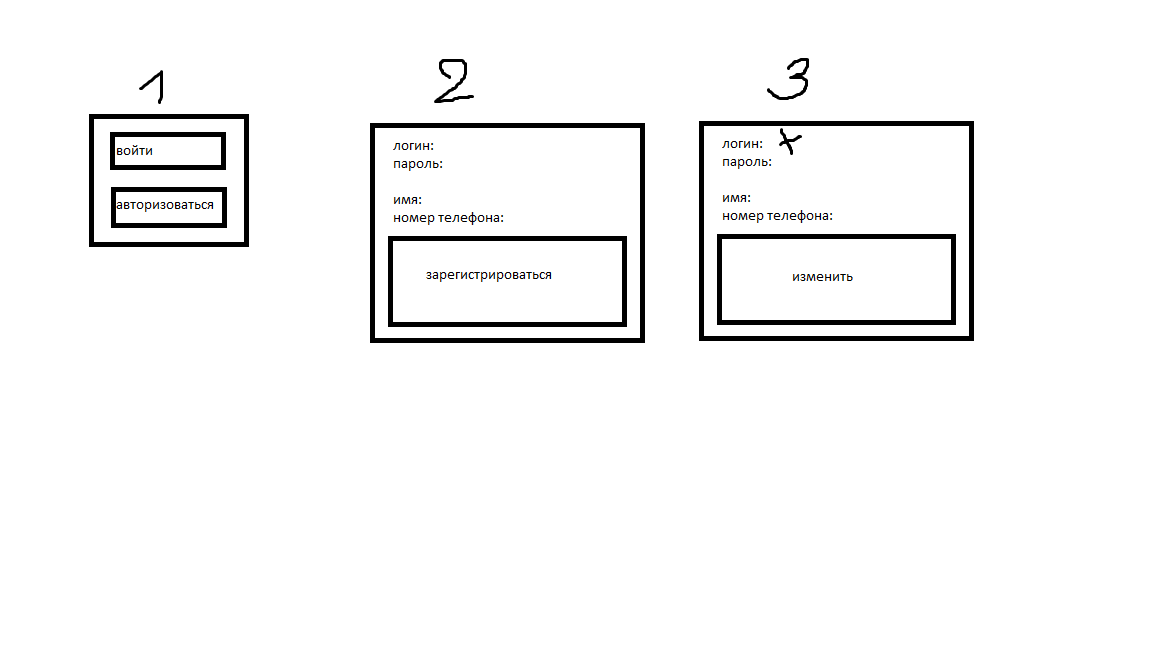 1
войти
авторизоваться
2
логин:
пароль:
имя:
номер телефона:
зарегистрироваться
3
логин: x
пароль:
имя:
номер телефона:
изменить